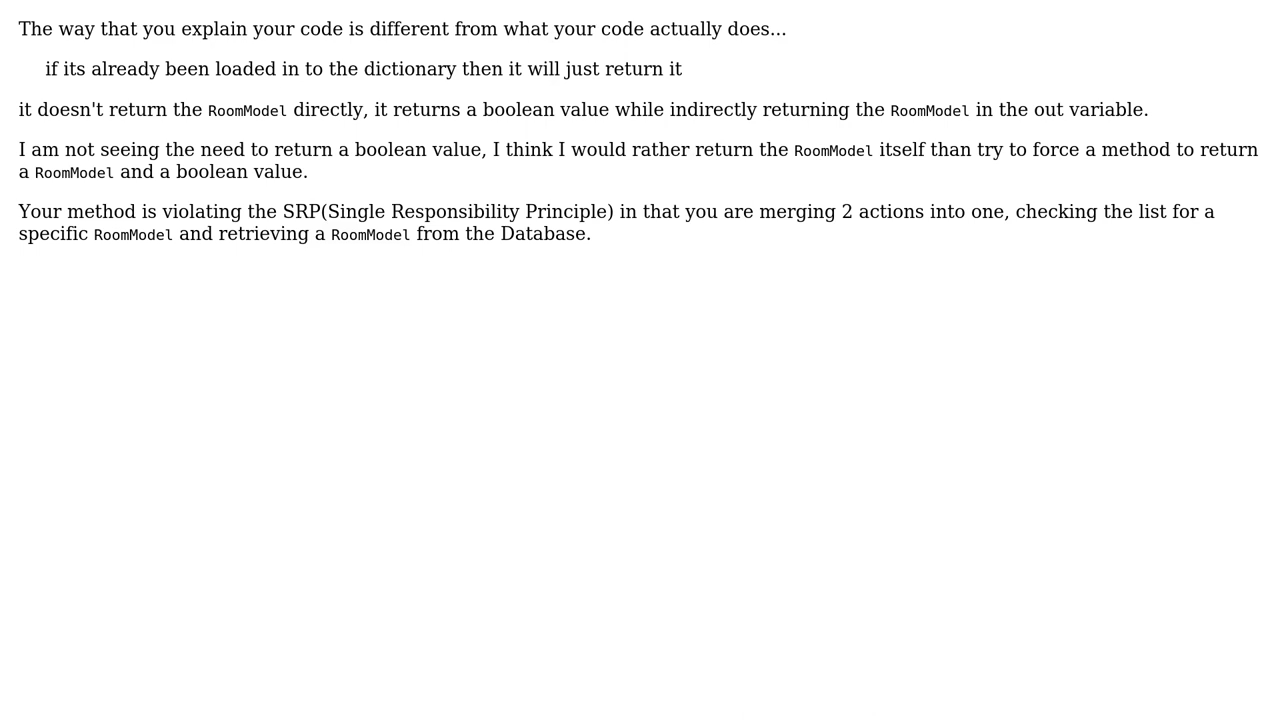 The way that you explain your code is different from what your code actually does...
if its already been loaded in to the dictionary then it will just return it
it doesn't return the RoomModel directly, it returns a boolean value while indirectly returning the RoomModel in the out variable.
I am not seeing the need to return a boolean value, I think I would rather return the RoomModel itself than try to force a method to return
a RoomModel and a boolean value.
Your method is violating the SRP(Single Responsibility Principle) in that you are merging 2 actions into one, checking the list for a
specific RoomModel and retrieving a RoomModel from the Database.